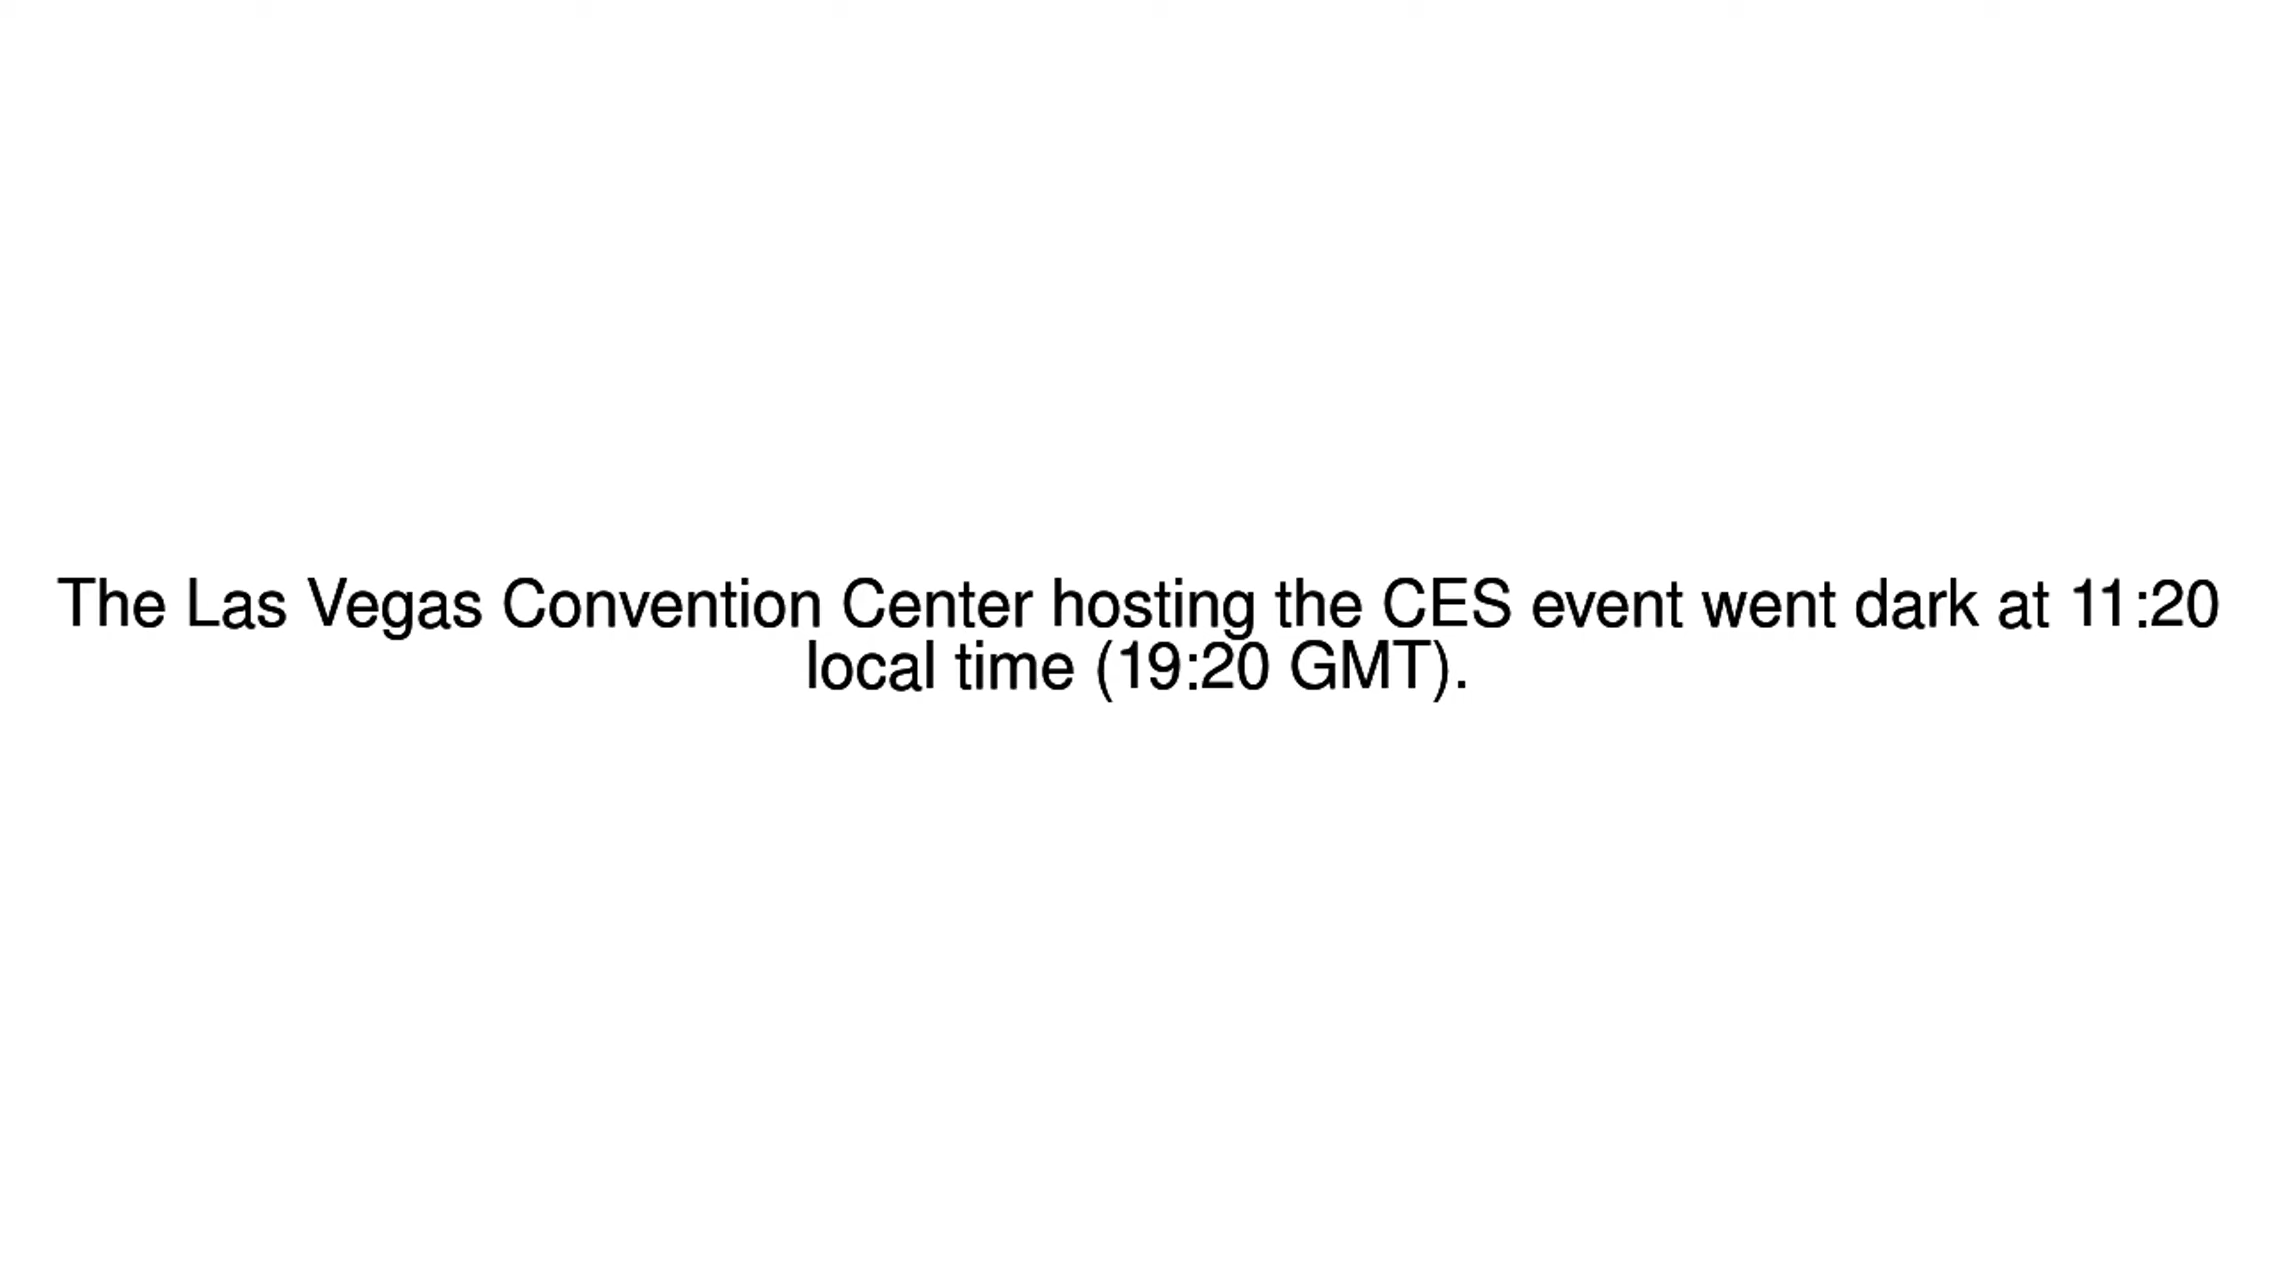 The Las Vegas Convention Center hosting the CES event went dark at 11:20
local time (19:20 GMT).